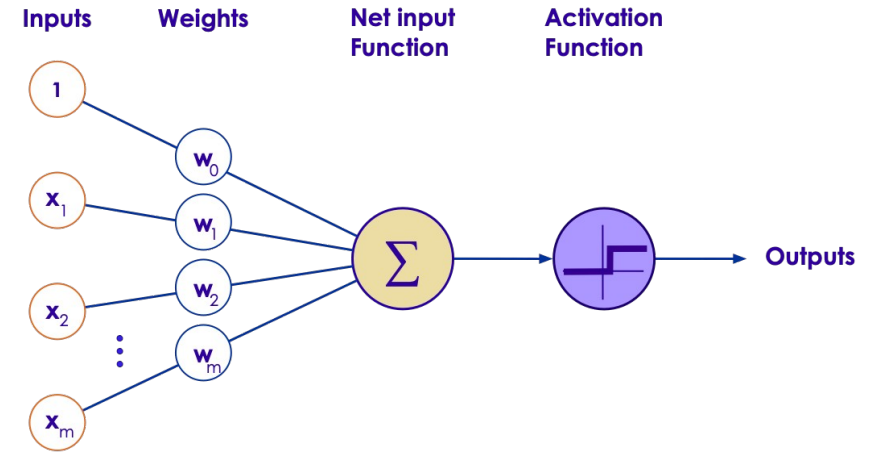 Inputs
Weights
Net input
Function
Activation
Function
1
x1
x2
xm
w0
w1
w2
wm
Σ
Outputs